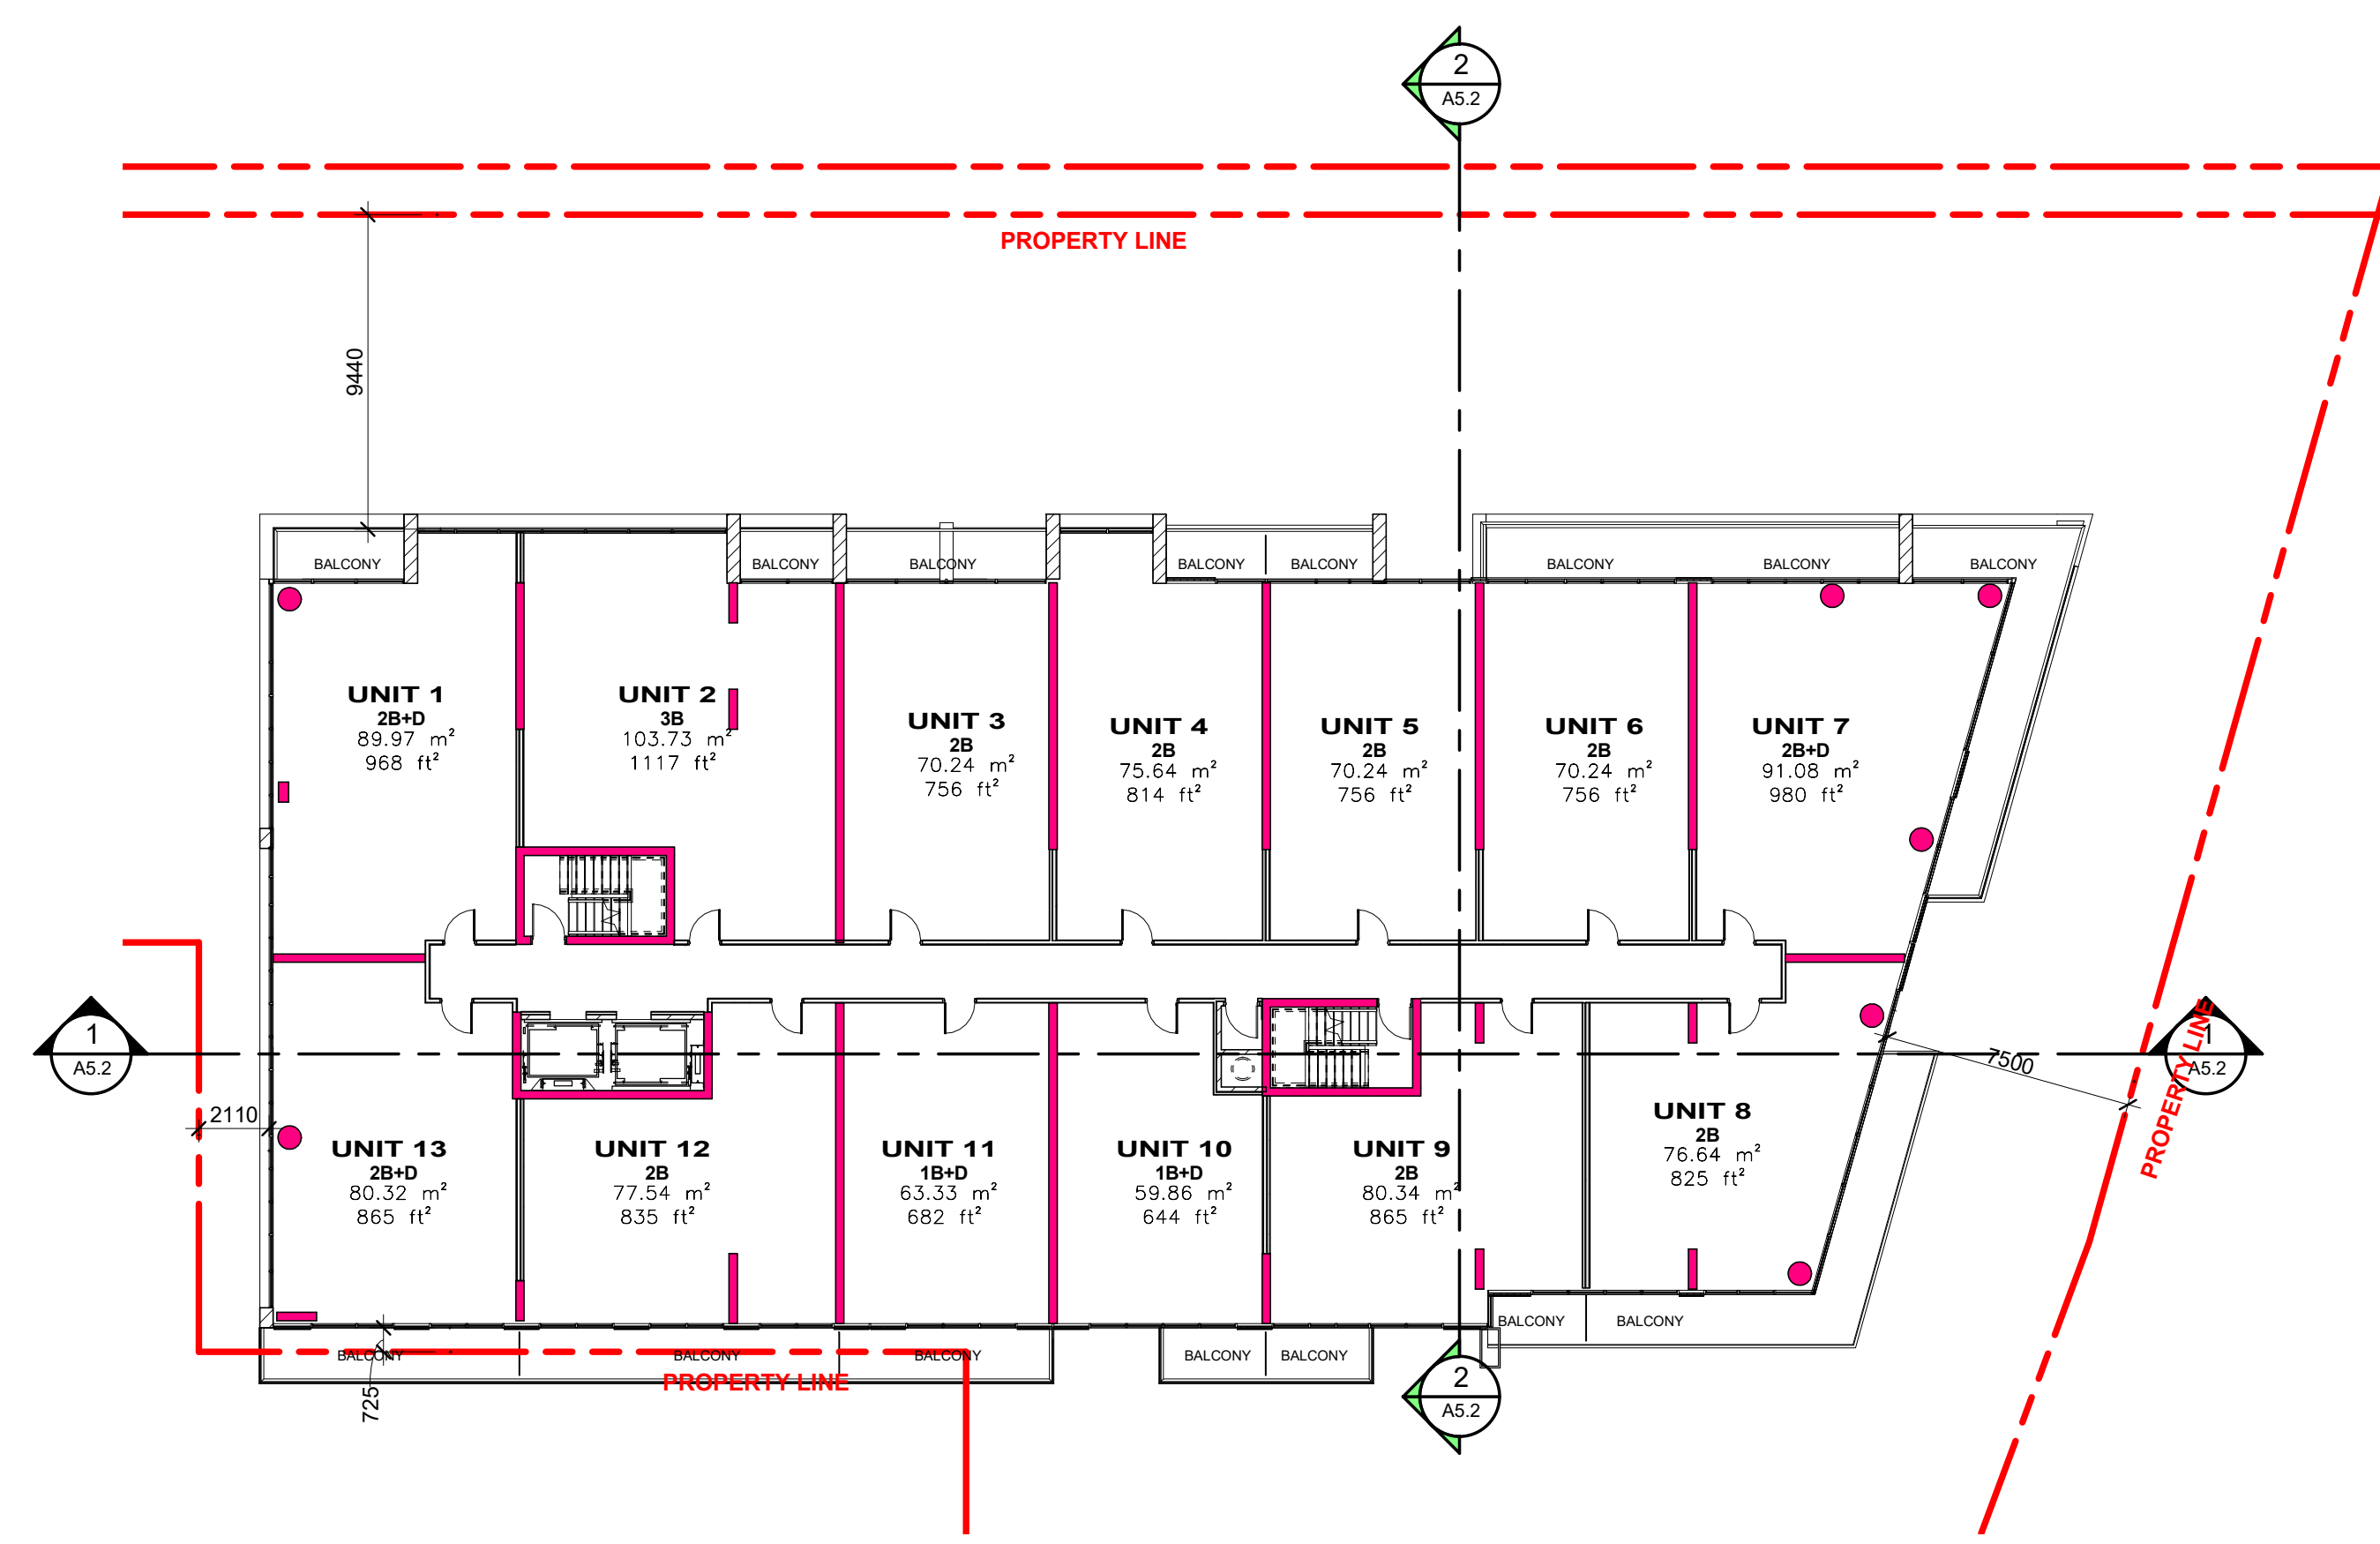 2
A5.2
PROPERTY LINE
9440
BALCONY
BALCONY
BALCONY
BALCONY
BALCONY
BALCONY
BALCONY
BALCONY
UNIT 1
2B+D
89.97 m²
968 ft²
UNIT 2
3B
103.73 m²
1117 ft²
UNIT 3
2B
70.24 m²
756 ft²
UNIT 4
2B
75.64 m²
814 ft²
UNIT 5
2B
70.24 m²
756 ft²
UNIT 6
2B
70.24 m²
756 ft²
UNIT 7
2B+D
91.08 m²
980 ft²
1
A5.2
1
A5.2
7500
PROPERTY LINE
2110
UNIT 13
2B+D
80.32 m²
865 ft²
UNIT 12
2B
77.54 m²
835 ft²
UNIT 11
1B+D
63.33 m²
682 ft²
UNIT 10
1B+D
59.86 m²
644 ft²
UNIT 9
2B
80.34 m²
865 ft²
UNIT 8
2B
76.64 m²
825 ft²
BALCONY
BALCONY
BALCONY
BALCONY
BALCONY
BALCONY
BALCONY
725
PROPERTY LINE
2
A5.2